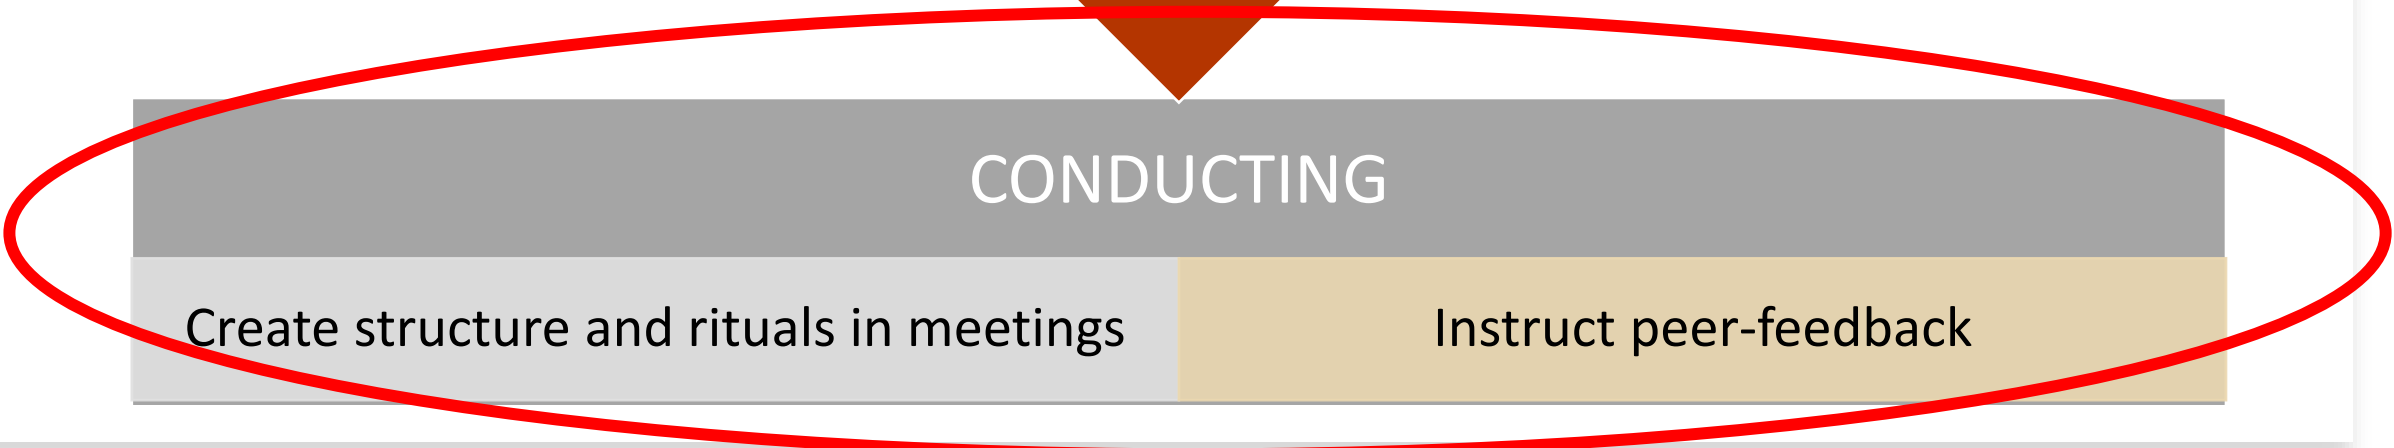 CONDUCTING
Create structure and rituals in meetings
Instruct peer-feedback